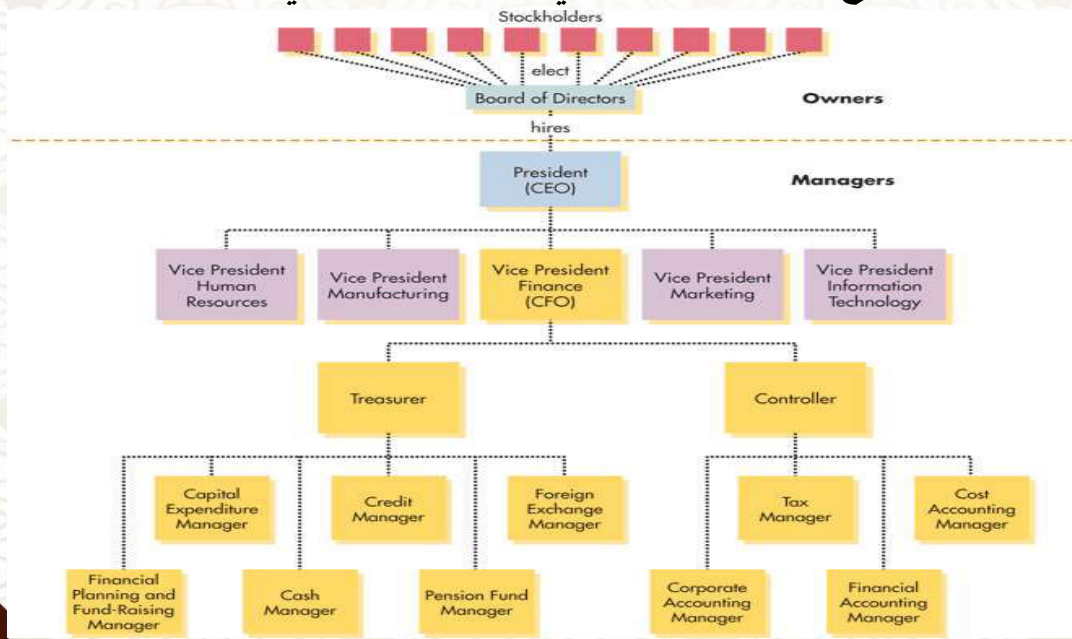 Stockholders
elect
Board of Directors
Owners
hires
President
(CEO)
Managers
Vice President
Human
Resources
Vice President
Manufacturing
Vice President
Finance
(CFO)
Vice President
Marketing
Vice President
Information
Technology
Treasurer
Controller
Capital
Expenditure
Manager
Credit
Manager
Foreign
Exchange
Manager
Tax
Manager
Cost
Accounting
Manager
Financial
Planning and
Fund-Raising
Manager
Cash
Manager
Pension Fund
Manager
Corporate
Accounting
Manager
Financial
Accounting
Manager